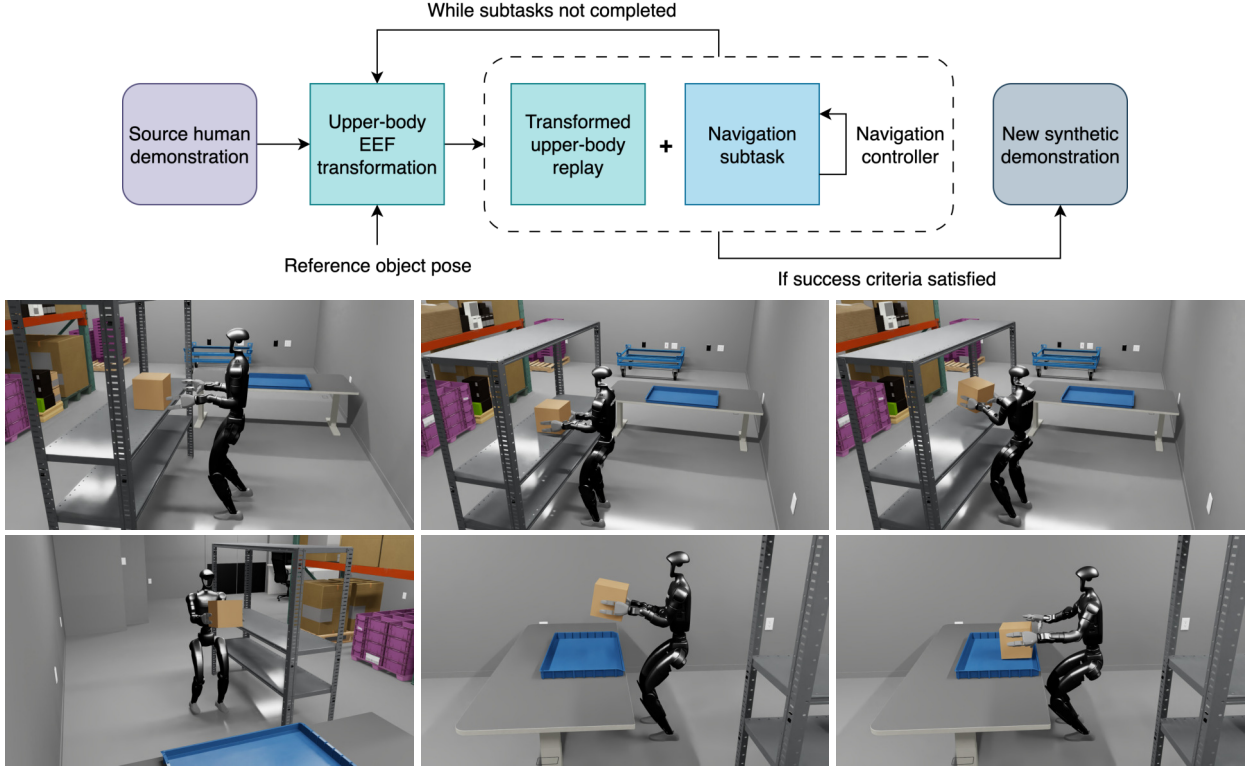 While subtasks not completed
Source human
demonstration
Upper-body
EEF
transformation
Transformed
upper-body
replay
+
Navigation
subtask
Navigation
controller
New synthetic
demonstration
Reference object pose
If success criteria satisfied